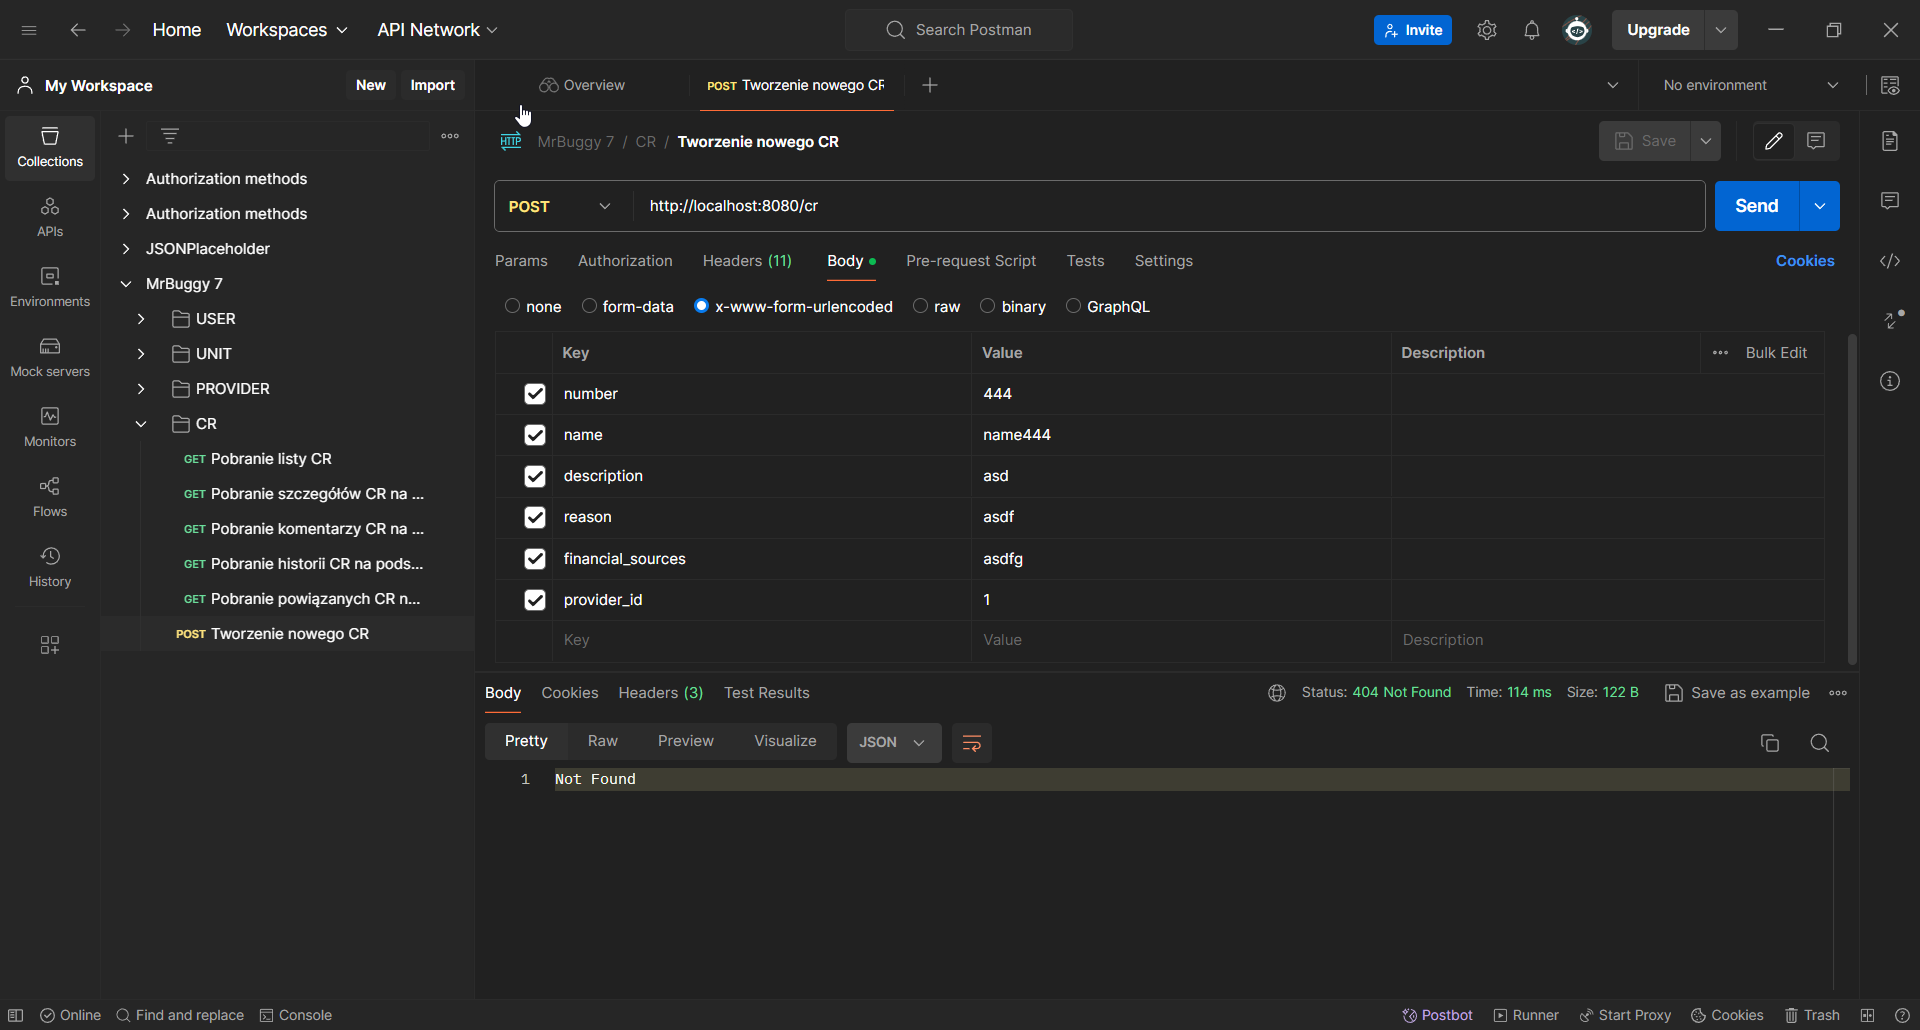 Home Workspaces API Network Search Postman Invite Upgrade
My Workspace New Import Overview POST Tworzenie nowego CR No environment
Collections
APIs
Environments
Mock servers
Monitors
Flows
History
Authorization methods
Authorization methods
JSONPlaceholder
MrBuggy 7
USER
UNIT
PROVIDER
CR
GET Pobranie listy CR
GET Pobranie szczegółów CR na ...
GET Pobranie komentarzy CR na ...
GET Pobranie historii CR na pods...
GET Pobranie powiązanych CR n...
POST Tworzenie nowego CR
HTTP MrBuggy 7 / CR / Tworzenie nowego CR Save
POST http://localhost:8080/cr Send
Params Authorization Headers (11) Body Pre-request Script Tests Settings Cookies
none form-data x-www-form-urlencoded raw binary GraphQL
Key Value Description Bulk Edit
number 444
name name444
description asd
reason asdf
financial_sources asdfg
provider_id 1
Key Value Description
Body Cookies Headers (3) Test Results Status: 404 Not Found Time: 114 ms Size: 122 B Save as example
Pretty Raw Preview Visualize JSON
1 Not Found
Online Find and replace Console Postbot Runner Start Proxy Cookies Trash